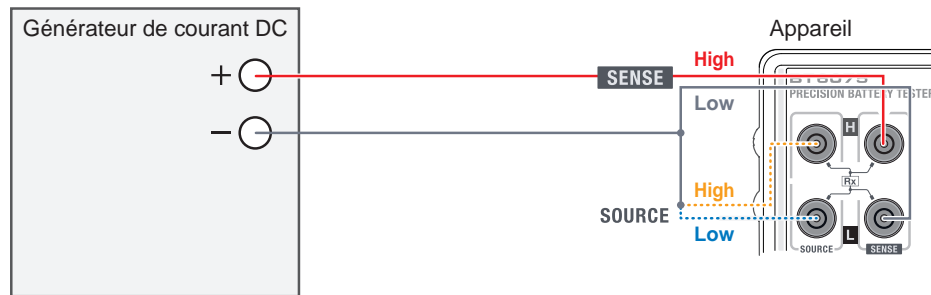 Générateur de courant DC
Appareil
+
High
SENSE
Low
PRECISION BATTERY TESTER
−
H
High
Rx
SOURCE
Low
L
SOURCE
SENSE